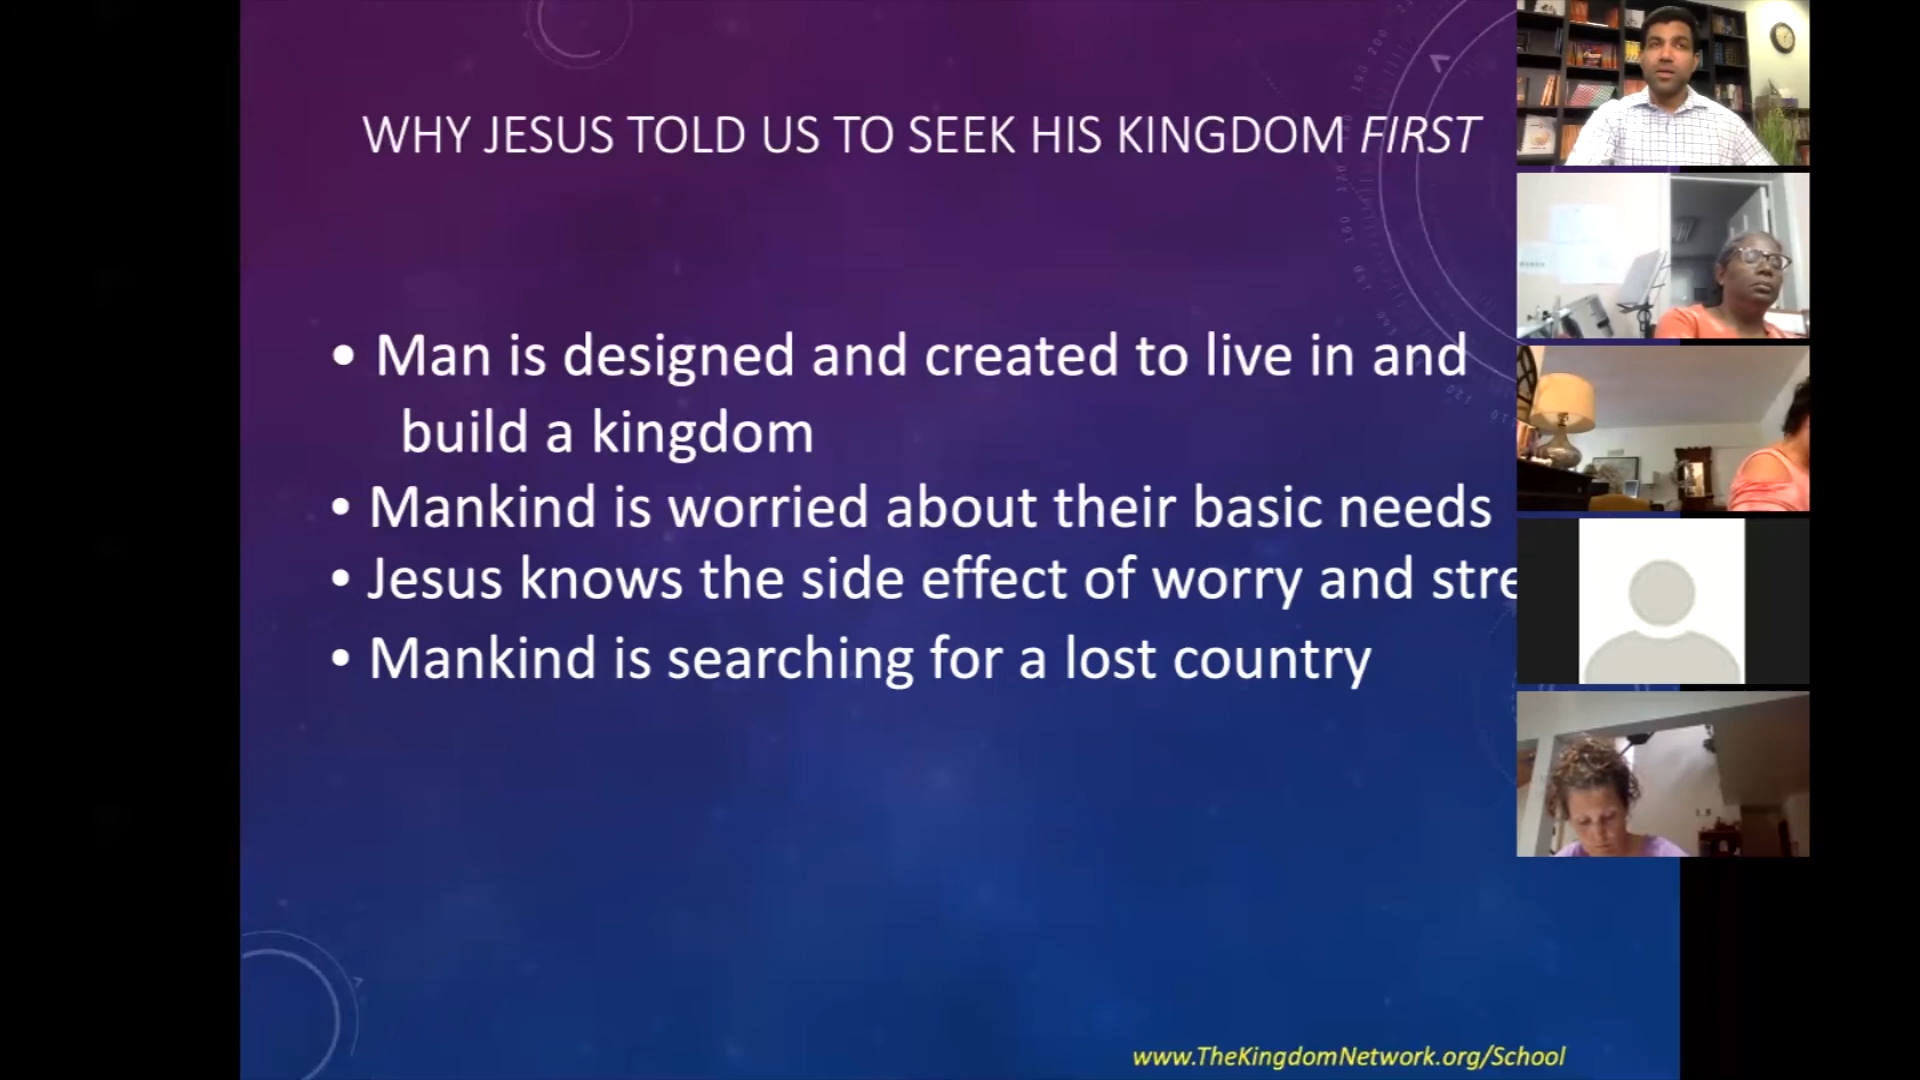 WHY JESUS TOLD US TO SEEK HIS KINGDOM FIRST
• Man is designed and created to live in and
build a kingdom
• Mankind is worried about their basic needs
• Jesus knows the side effect of worry and stre
• Mankind is searching for a lost country
www.TheKingdomNetwork.org/School